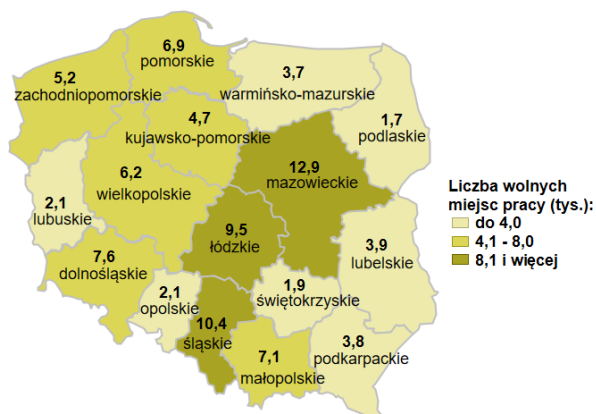 6,9
pomorskie
5,2
zachodniopomorskie
3,7
warmińsko-mazurskie
1,7
podlaskie
4,7
kujawsko-pomorskie
12,9
mazowieckie
6,2
wielkopolskie
2,1
lubuskie
9,5
łódzkie
7,6
dolnośląskie
3,9
lubelskie
2,1
opolskie
1,9
świętokrzyskie
10,4
śląskie
7,1
małopolskie
3,8
podkarpackie
Liczba wolnych
miejsc pracy (tys.):
do 4,0
4,1 - 8,0
8,1 i więcej